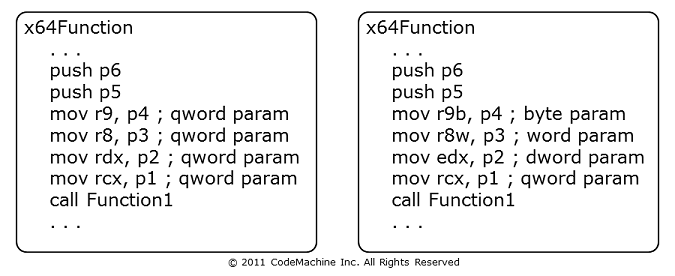 x64Function
. . .
push p6
push p5
mov r9, p4 ; qword param
mov r8, p3 ; qword param
mov rdx, p2 ; qword param
mov rcx, p1 ; qword param
call Function1
. . .
x64Function
. . .
push p6
push p5
mov r9b, p4 ; byte param
mov r8w, p3 ; word param
mov edx, p2 ; dword param
mov rcx, p1 ; qword param
call Function1
. . .
© 2011 CodeMachine Inc. All Rights Reserved